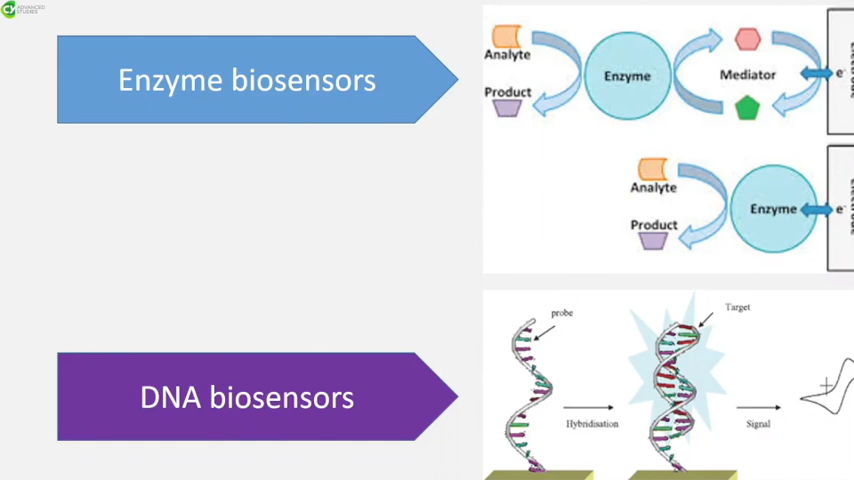 ADVANCED
STUDIES
Enzyme biosensors
Analyte
Enzyme
Mediator
e⁻
Product
Analyte
Enzyme
e⁻
Product
DNA biosensors
probe
Target
Hybridisation
Signal